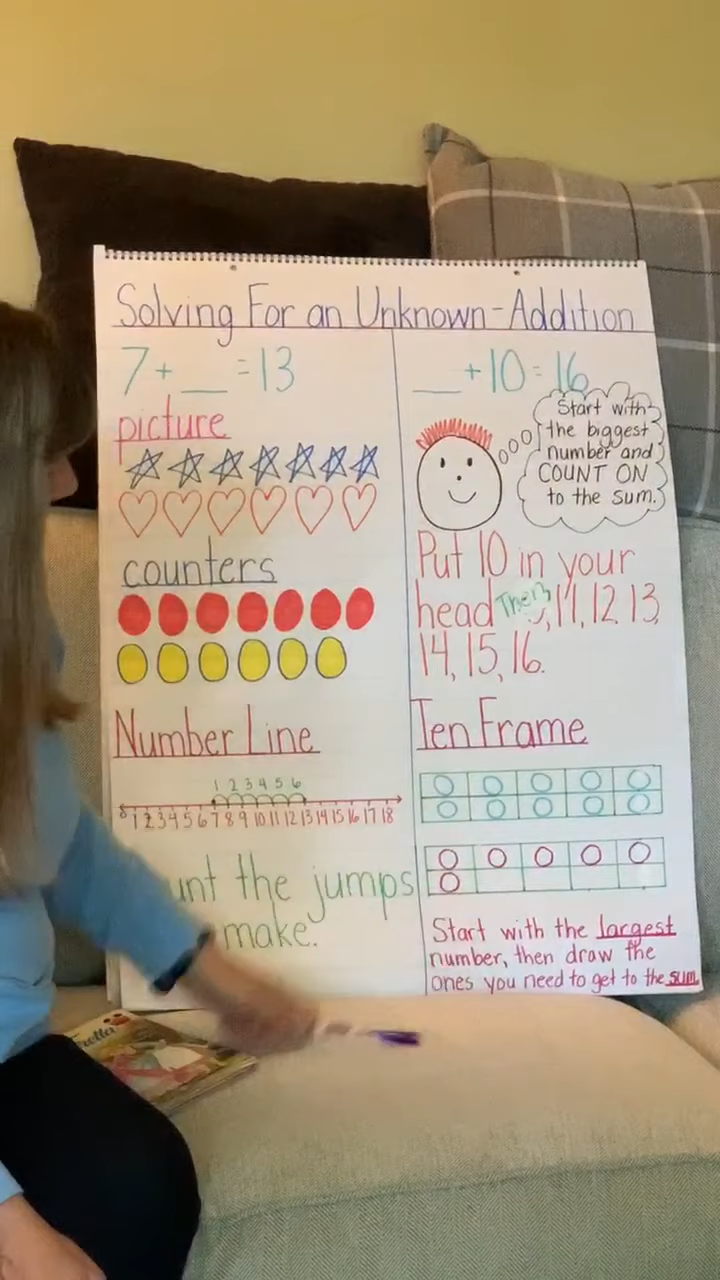 Solving For an Unknown-Addition
7+__=13
picture
counters
Number Line
1 2 3 4 5 6
0 1 2 3 4 5 6 7 8 9 10 11 12 13 14 15 16 17 18
the jumps
make.
__+10=16
Start with
the biggest
number and
COUNT ON
to the sum.
Put 10 in your
head Then, 11, 12, 13,
14, 15, 16.
Ten Frame
Start with the largest
number, then draw the
ones you need to get to the sum